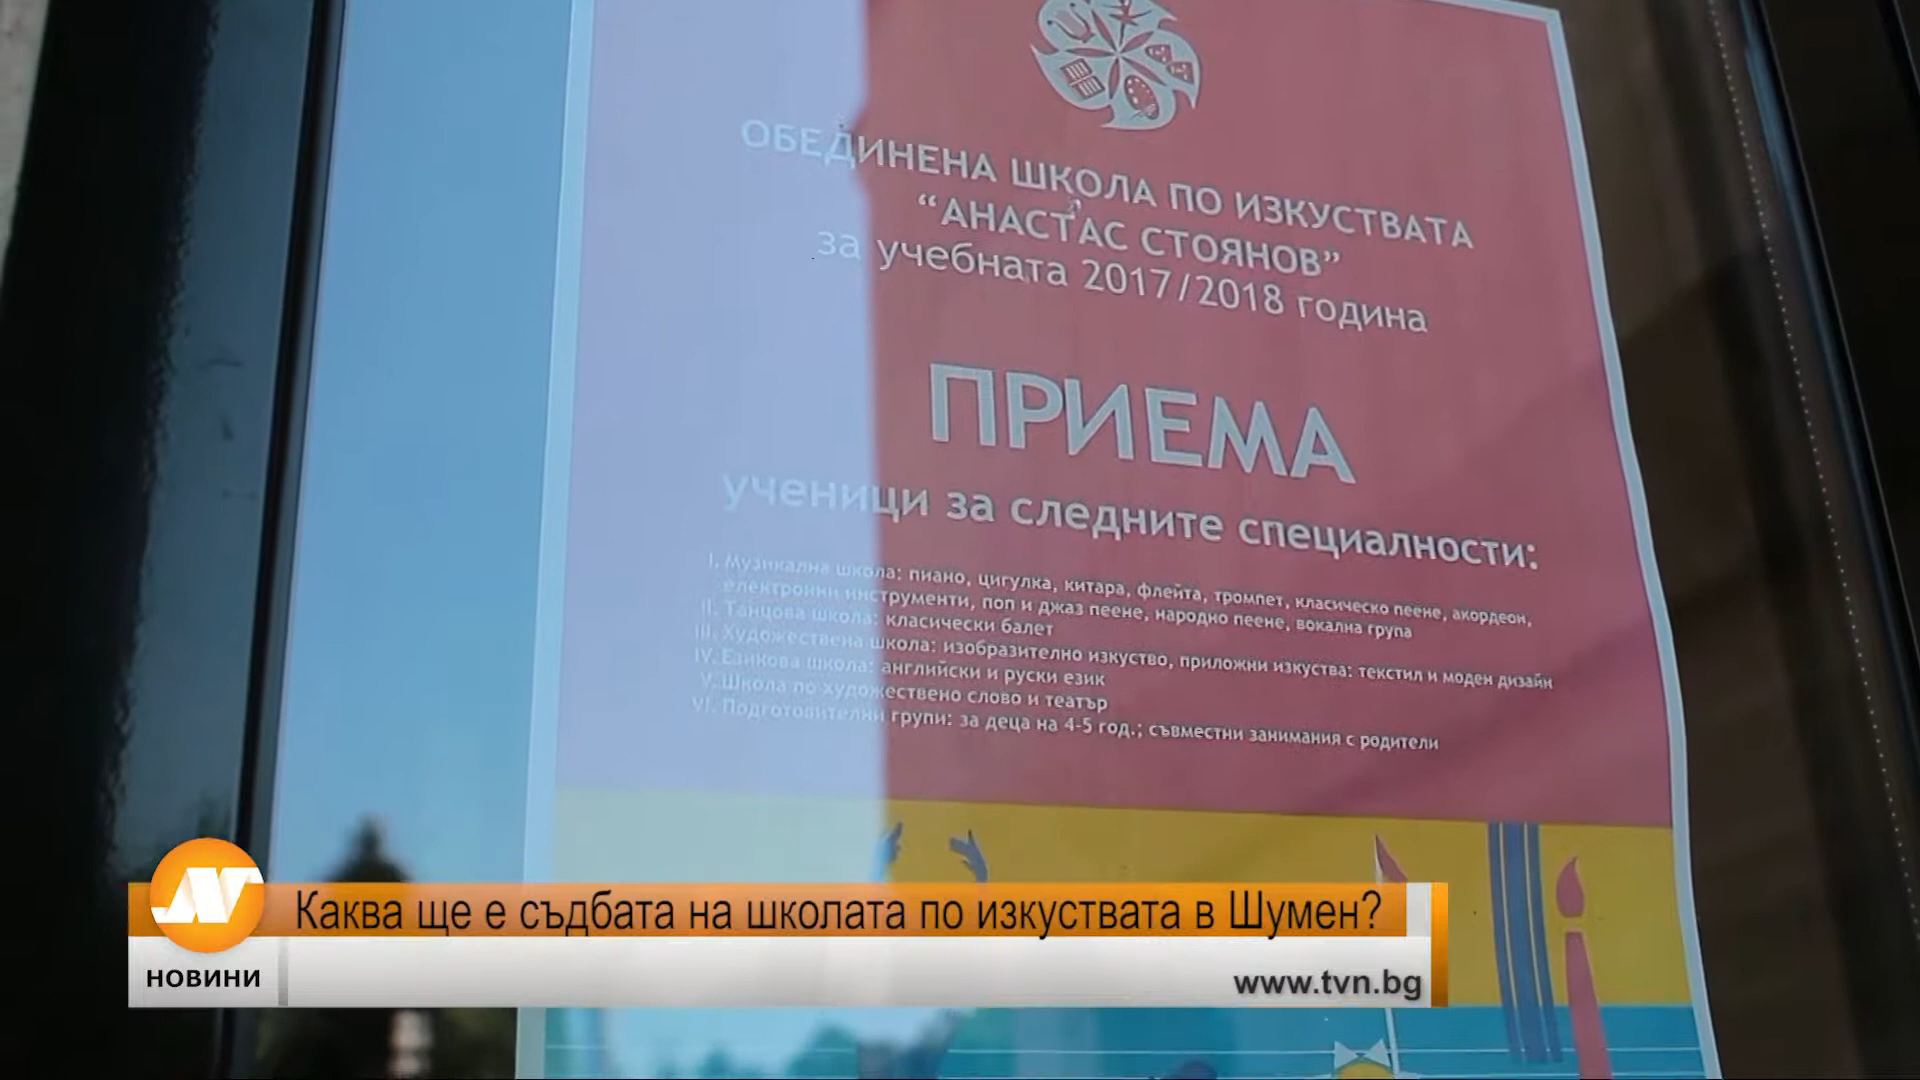 ОБЕДИНЕНА ШКОЛА ПО ИЗКУСТВАТА
“АНАСТАС СТОЯНОВ”
за учебната 2017/2018 година
ПРИЕМА
ученици за следните специалности:
I. Музикална школа: пиано, цигулка, китара, флейта, тромпет, класическо пеене, акордеон,
електронни инструменти, поп и джаз пеене, народно пеене, вокална група
II. Танцова школа: класически балет
III. Художествена школа: изобразително изкуство, приложни изкуства: текстил и моден дизайн
IV. Езикова школа: английски и руски език
V. Школа по художествено слово и театър
VI. Подготвителни групи: за деца на 4-5 год.; съвместни занимания с родители
Каква ще е съдбата на школата по изкуствата в Шумен?
НОВИНИ
www.tvn.bg